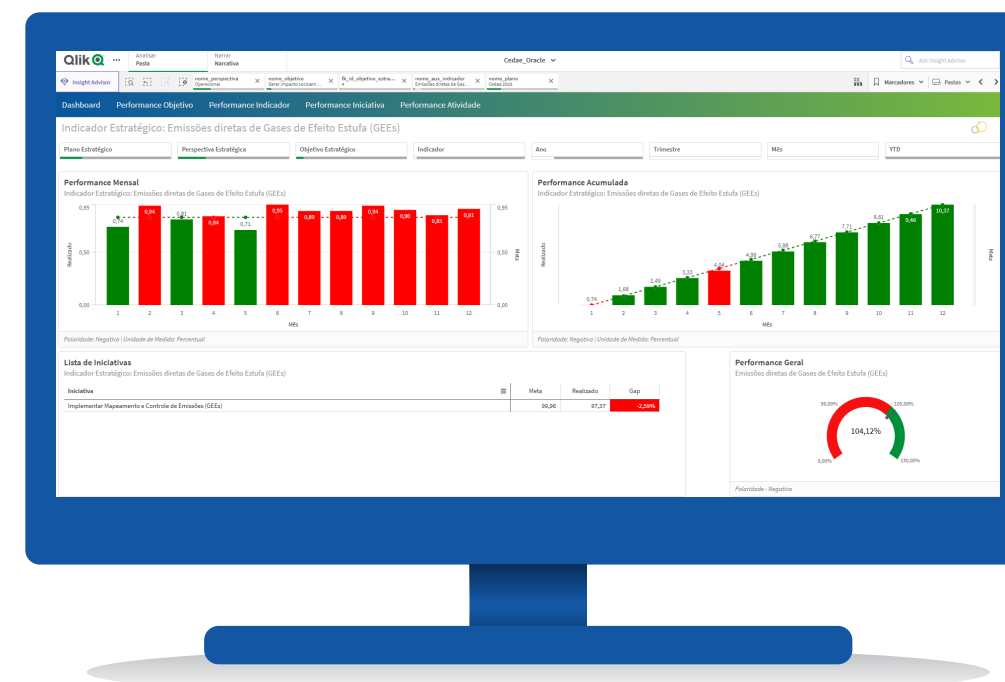 Qlik Q ... Analisar Pasta Narrar Narrativa Cedae_Oracle Ask Insight Advisor
Insight Advisor nome_perspectiva Operacional nome_objetivo Gerar impacto socioam... fk_id_objetivo_estra... 4 nome_aux_indicador Emissões diretas de Gas... nome_plano Cedae 2025 Marcadores Pastas
Dashboard Performance Objetivo Performance Indicador Performance Iniciativa Performance Atividade
Indicador Estratégico: Emissões diretas de Gases de Efeito Estufa (GEEs)
Plano Estratégico Perspectiva Estratégica Objetivo Estratégico Indicador Ano Trimestre Mês YTD
Performance Mensal
Indicador Estratégico: Emissões diretas de Gases de Efeito Estufa (GEEs)
0,95 0,50 0,00
Realizado
0,74 0,94 0,81 0,84 0,71 0,95 0,89 0,89 0,94 0,90 0,85 0,91
0,95 0,50 0,00
Meta
1 2 3 4 5 6 7 8 9 10 11 12
Mês
Polaridade: Negativa | Unidade de Medida: Percentual
Performance Acumulada
Indicador Estratégico: Emissões diretas de Gases de Efeito Estufa (GEEs)
Realizado
0,74 1,68 2,49 3,33 4,04 4,99 5,88 6,77 7,71 8,61 9,46 10,37
Meta
1 2 3 4 5 6 7 8 9 10 11 12
Mês
Polaridade: Negativa | Unidade de Medida: Percentual
Lista de Iniciativas
Indicador Estratégico: Emissões diretas de Gases de Efeito Estufa (GEEs)
Iniciativa Meta Realizado Gap
Implementar Mapeamento e Controle de Emissões (GEEs) 99,96 97,37 -2,59%
Performance Geral
Emissões diretas de Gases de Efeito Estufa (GEEs)
50,00% 100,00%
104,12%
0,00% 150,00%
Polaridade - Negativa